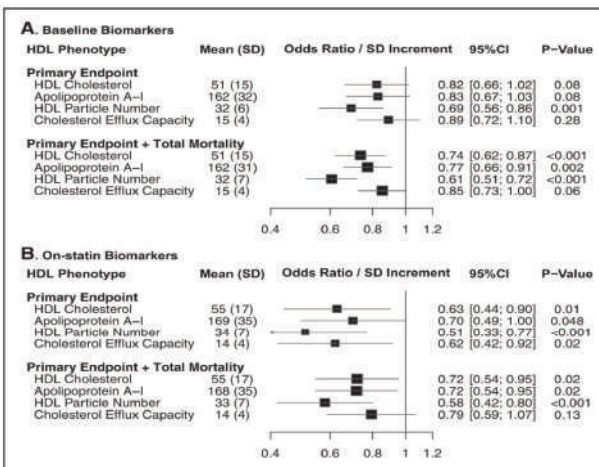 A. Baseline Biomarkers
HDL Phenotype Mean (SD) Odds Ratio / SD Increment 95%CI P-Value
Primary Endpoint
HDL Cholesterol 51 (15) 0.82 [0.66; 1.02] 0.08
Apolipoprotein A-I 162 (32) 0.83 [0.67; 1.03] 0.08
HDL Particle Number 32 (6) 0.69 [0.56; 0.86] 0.001
Cholesterol Efflux Capacity 15 (4) 0.89 [0.72; 1.10] 0.28
Primary Endpoint + Total Mortality
HDL Cholesterol 51 (15) 0.74 [0.62; 0.87] <0.001
Apolipoprotein A-I 162 (31) 0.77 [0.66; 0.91] 0.002
HDL Particle Number 32 (7) 0.61 [0.51; 0.72] <0.001
Cholesterol Efflux Capacity 15 (4) 0.85 [0.73; 1.00] 0.06
0.4 0.6 0.8 1 1.2
B. On-statin Biomarkers
HDL Phenotype Mean (SD) Odds Ratio / SD Increment 95%CI P-Value
Primary Endpoint
HDL Cholesterol 55 (17) 0.63 [0.44; 0.90] 0.01
Apolipoprotein A-I 169 (35) 0.70 [0.49; 1.00] 0.048
HDL Particle Number 34 (7) 0.51 [0.33; 0.77] <0.001
Cholesterol Efflux Capacity 14 (4) 0.62 [0.42; 0.92] 0.02
Primary Endpoint + Total Mortality
HDL Cholesterol 55 (17) 0.72 [0.54; 0.95] 0.02
Apolipoprotein A-I 168 (35) 0.72 [0.54; 0.95] 0.02
HDL Particle Number 33 (7) 0.58 [0.42; 0.80] <0.001
Cholesterol Efflux Capacity 14 (4) 0.79 [0.59; 1.07] 0.13
0.4 0.6 0.8 1 1.2